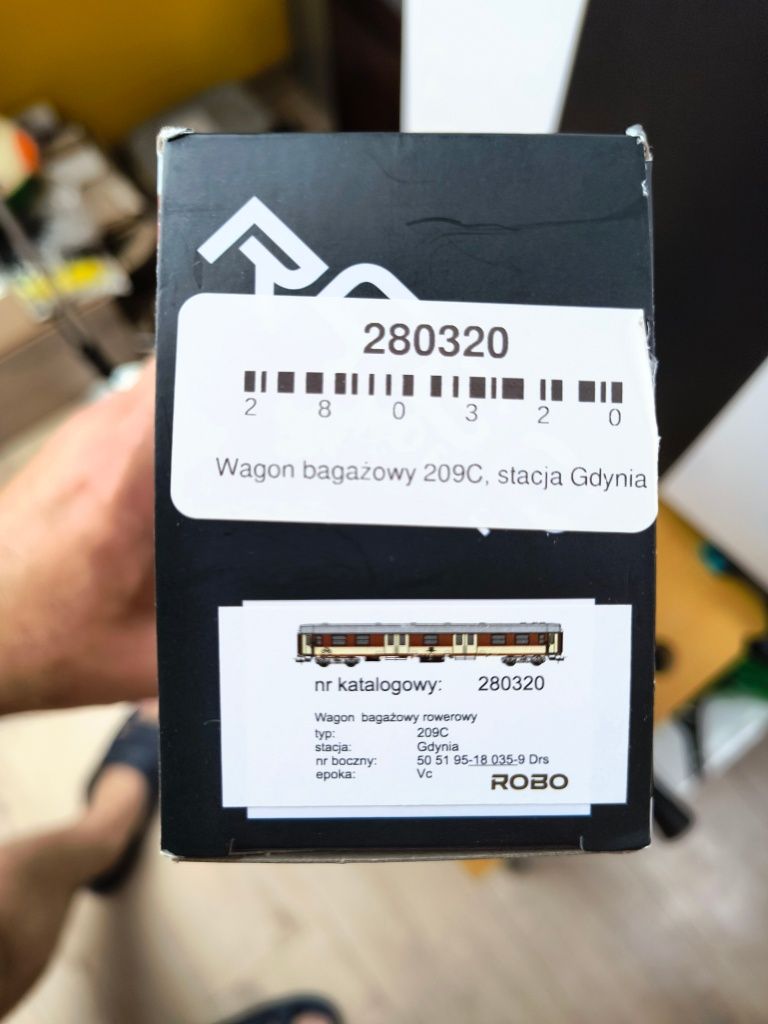 280320
2 8 0 3 2 0
Wagon bagażowy 209C, stacja Gdynia
nr katalogowy: 280320
Wagon bagażowy rowerowy
typ: 209C
stacja: Gdynia
nr boczny: 50 51 95-18 035-9 Drs
epoka: Vc
ROBO